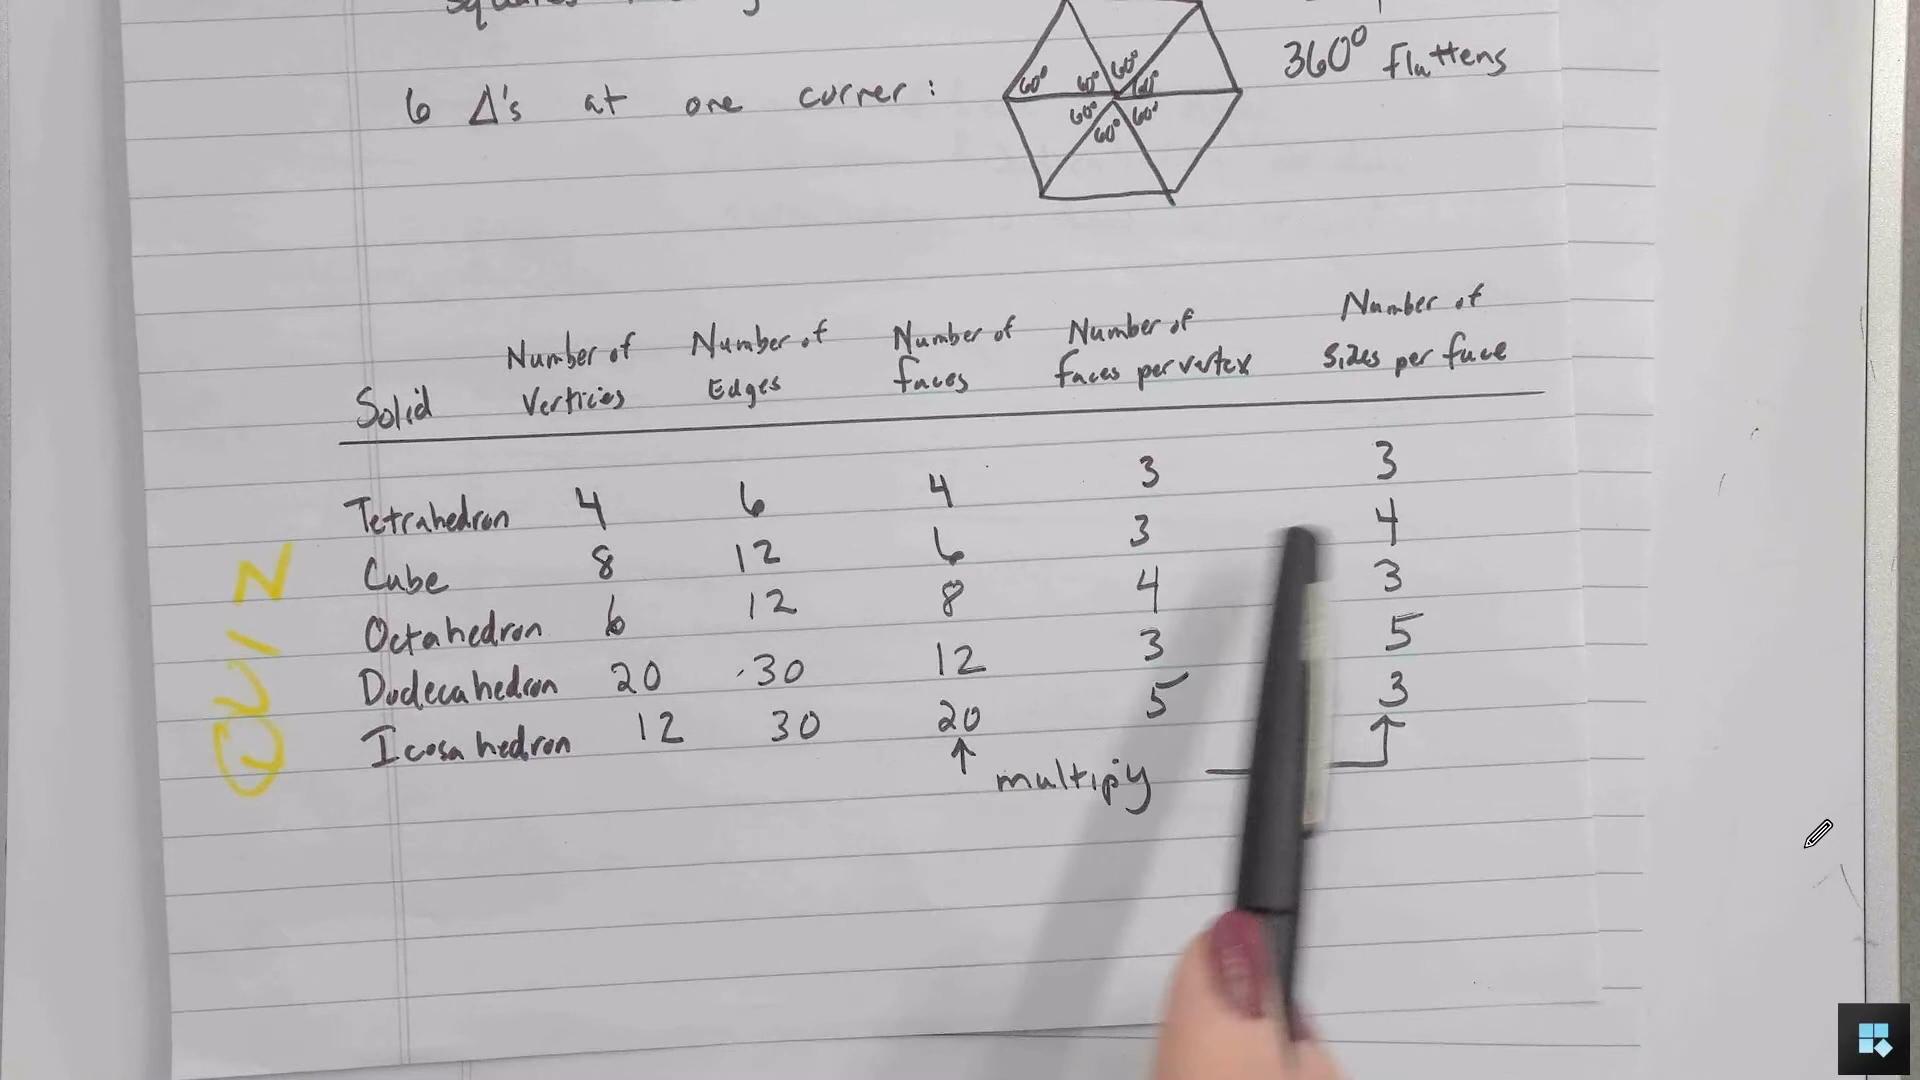 squares
6 Δ's at one corner:
60° 60° 60° 60°
60° 60° 60°
360° flattens
Solid Number of Verticies Number of Edges Number of faces Number of faces per vertex Number of sides per face
Tetrahedron 4 6 4 3 3
Cube 8 12 6 3 4
Octahedron 6 12 8 4 3
Dodecahedron 20 30 12 3 5
Icosahedron 12 30 20 5 3
multiply
QUIZ